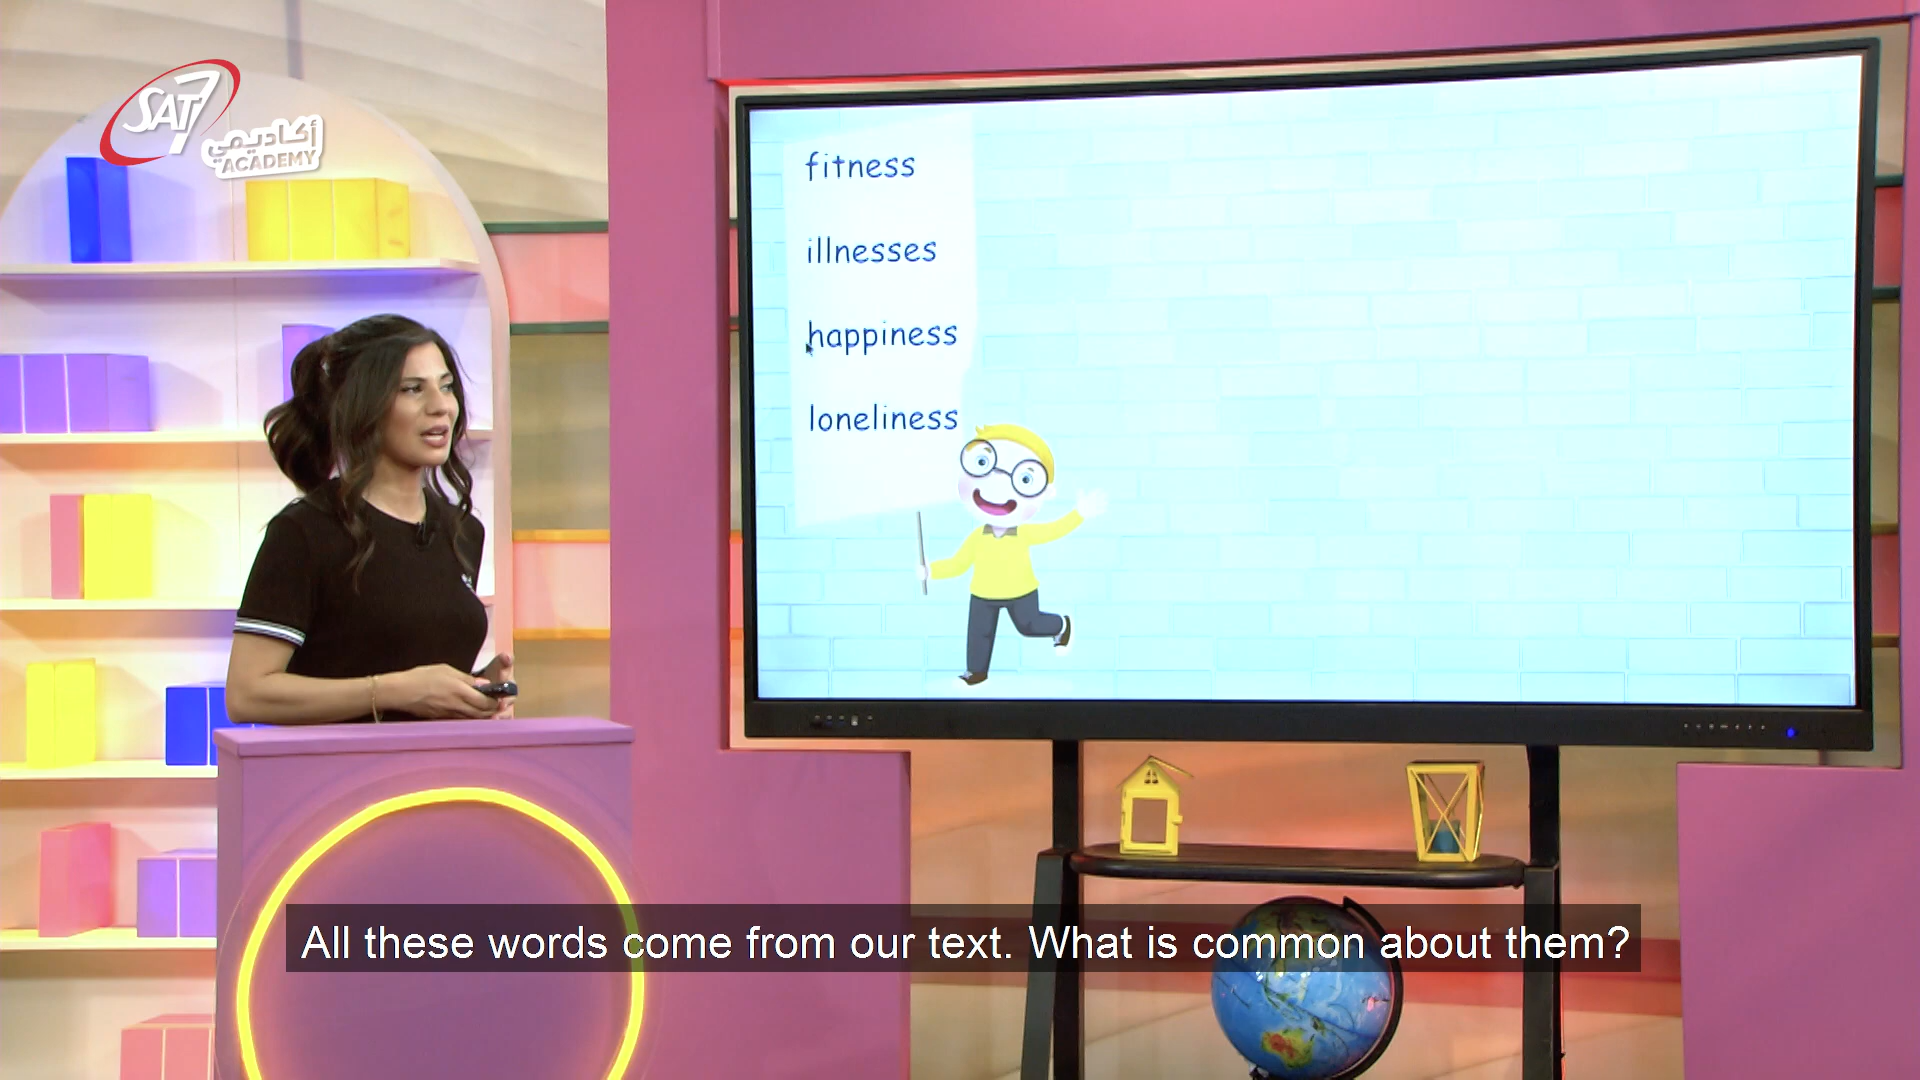 SAT7
أكاديمي
ACADEMY
fitness
illnesses
happiness
loneliness
All these words come from our text. What is common about them?